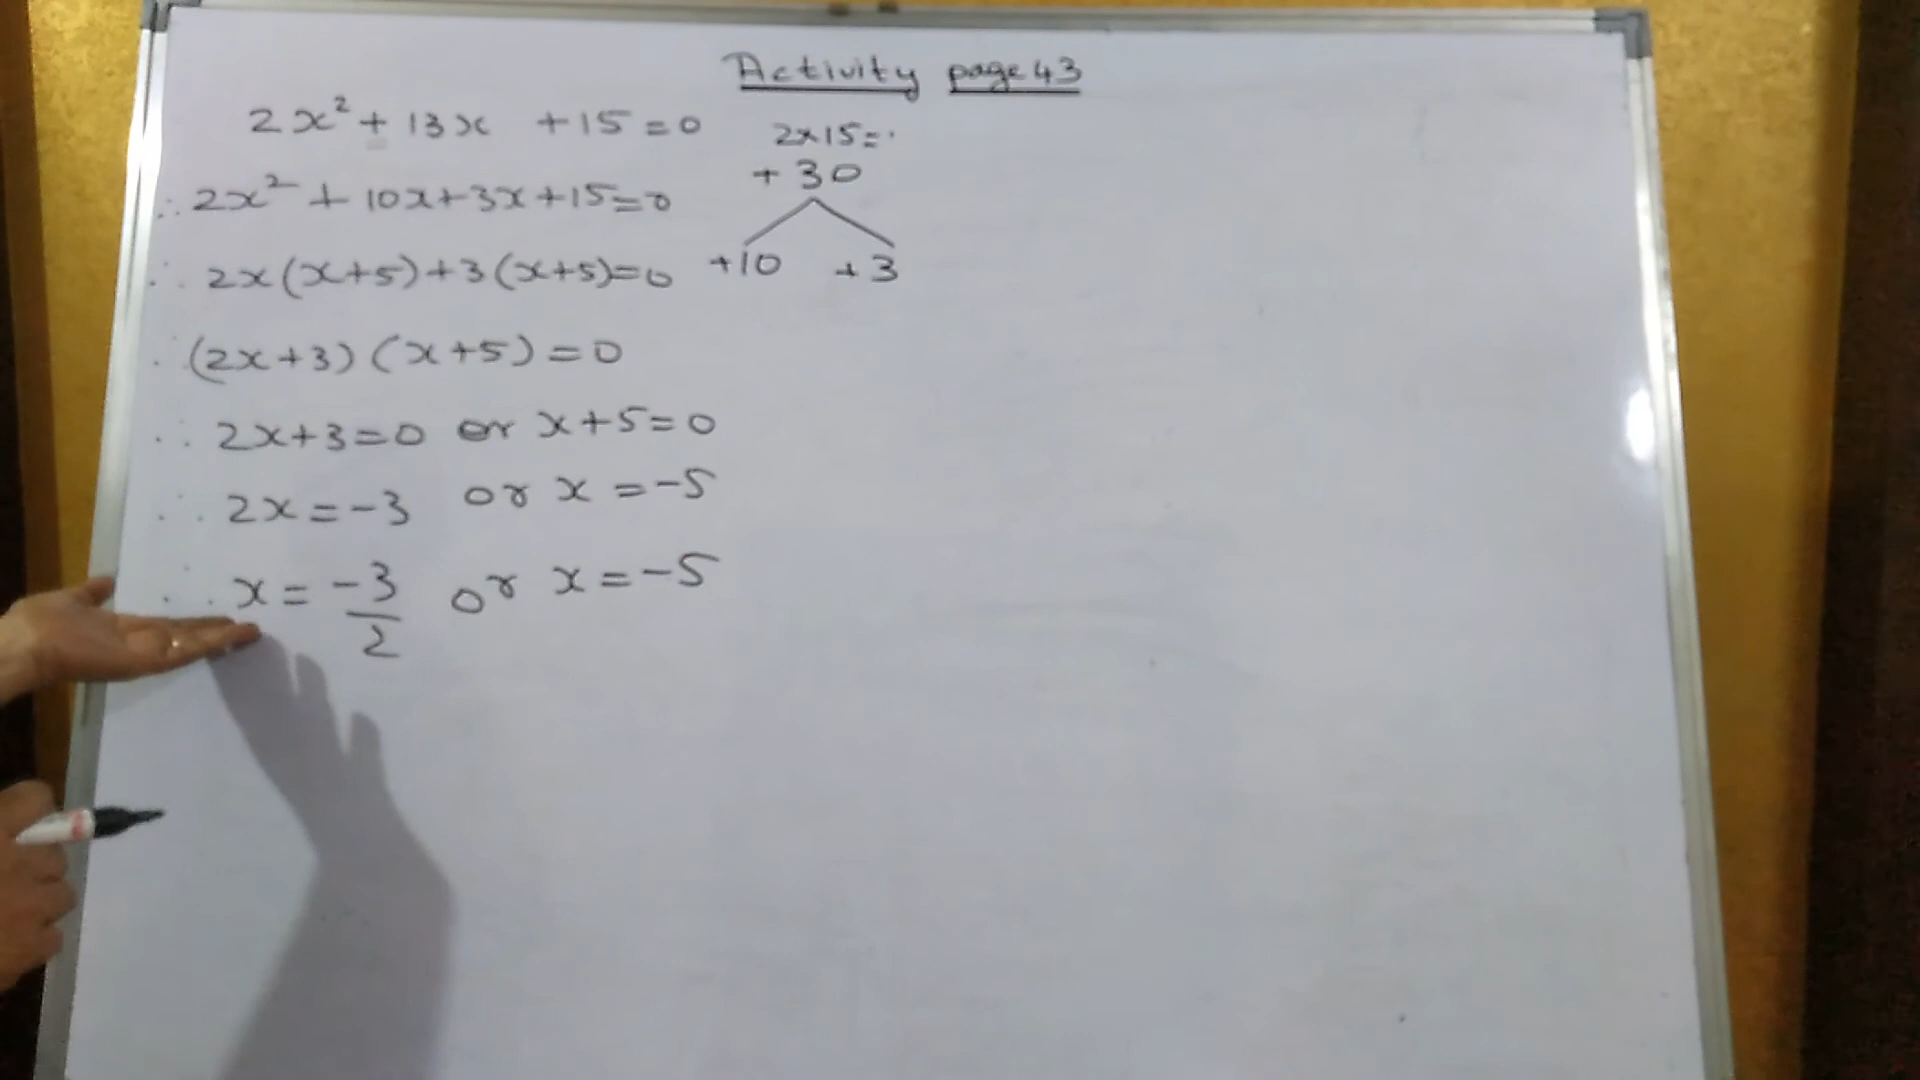 Activity page 43
2x² + 13x + 15 = 0
∴ 2x² + 10x + 3x + 15 = 0
∴ 2x(x+5) + 3(x+5) = 0
∴ (2x+3)(x+5) = 0
∴ 2x+3 = 0 or x+5 = 0
∴ 2x = -3 or x = -5
∴ x = -3/2 or x = -5
2×15 =
+30
+10 +3